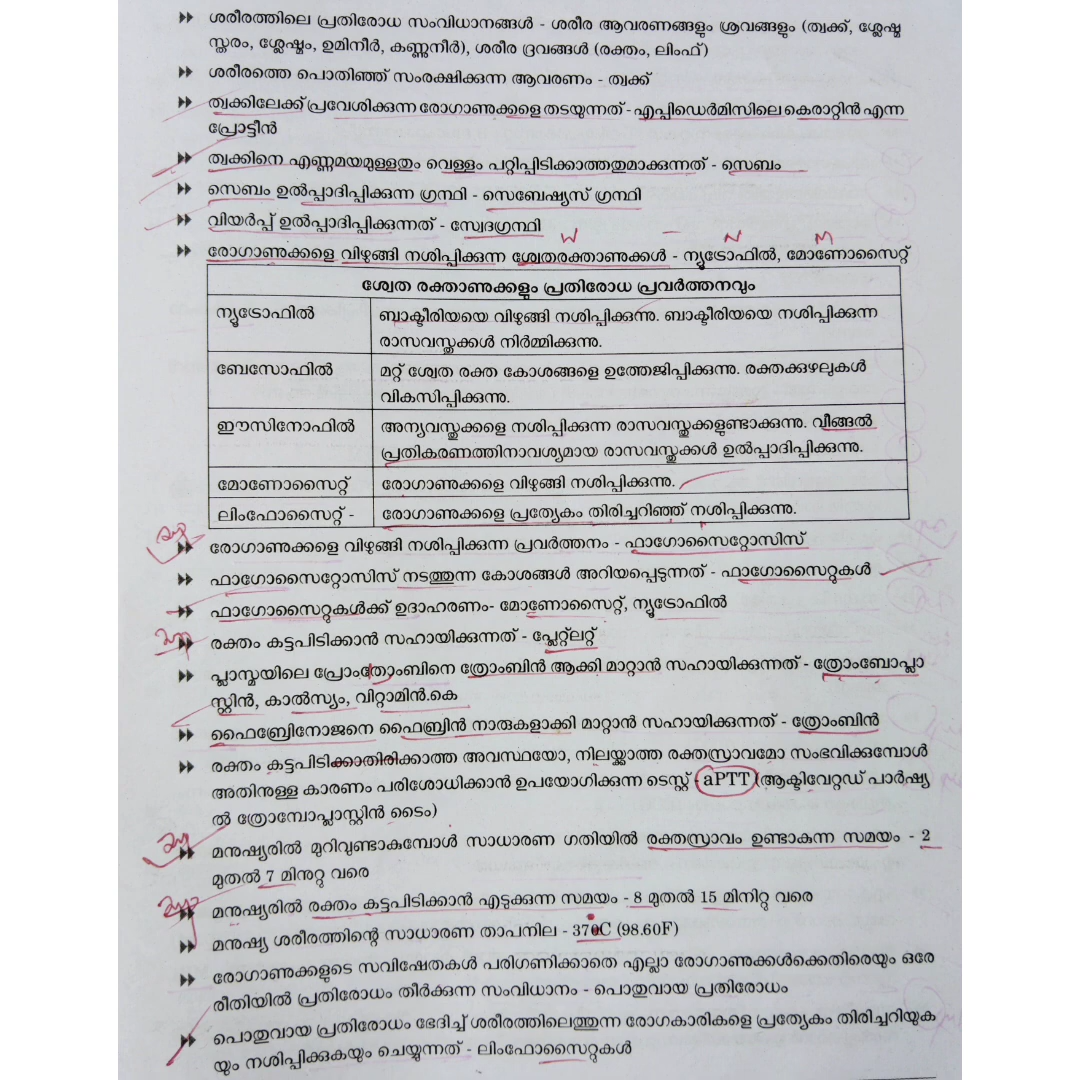 ശരീരത്തിലെ പ്രതിരോധ സംവിധാനങ്ങൾ - ശരീര ആവരണങ്ങളും ശ്രവങ്ങളും (ത്വക്ക്, ശ്ലേഷ്മ
സ്തരം, ശ്ലേഷ്മം, ഉമിനീർ, കണ്ണുനീർ), ശരീര ദ്രവങ്ങൾ (രക്തം, ലിംഫ്)
ശരീരത്തെ പൊതിഞ്ഞ് സംരക്ഷിക്കുന്ന ആവരണം - ത്വക്ക്
ത്വക്കിലേക്ക് പ്രവേശിക്കുന്ന രോഗാണുക്കളെ തടയുന്നത് - എപ്പിഡെർമിസിലെ കെരാറ്റിൻ എന്ന
പ്രോട്ടീൻ
ത്വക്കിനെ എണ്ണമയമുള്ളതും വെള്ളം പറ്റിപ്പിടിക്കാത്തതുമാക്കുന്നത് - സെബം
സെബം ഉൽപ്പാദിപ്പിക്കുന്ന ഗ്രന്ഥി - സെബേഷ്യസ് ഗ്രന്ഥി
വിയർപ്പ് ഉൽപ്പാദിപ്പിക്കുന്നത് - സ്വേദഗ്രന്ഥി
W N M
രോഗാണുക്കളെ വിഴുങ്ങി നശിപ്പിക്കുന്ന ശ്വേതരക്താണുക്കൾ - ന്യൂട്രോഫിൽ, മോണോസൈറ്റ്
ശ്വേത രക്താണുക്കളും പ്രതിരോധ പ്രവർത്തനവും
ന്യൂട്രോഫിൽ ബാക്ടീരിയയെ വിഴുങ്ങി നശിപ്പിക്കുന്നു. ബാക്ടീരിയയെ നശിപ്പിക്കുന്ന
രാസവസ്തുക്കൾ നിർമ്മിക്കുന്നു.
ബേസോഫിൽ മറ്റ് ശ്വേത രക്ത കോശങ്ങളെ ഉത്തേജിപ്പിക്കുന്നു. രക്തക്കുഴലുകൾ
വികസിപ്പിക്കുന്നു.
ഈസിനോഫിൽ അന്യവസ്തുക്കളെ നശിപ്പിക്കുന്ന രാസവസ്തുക്കളുണ്ടാക്കുന്നു. വീങ്ങൽ
പ്രതികരണത്തിനാവശ്യമായ രാസവസ്തുക്കൾ ഉൽപ്പാദിപ്പിക്കുന്നു.
മോണോസൈറ്റ് രോഗാണുക്കളെ വിഴുങ്ങി നശിപ്പിക്കുന്നു.
ലിംഫോസൈറ്റ് - രോഗാണുക്കളെ പ്രത്യേകം തിരിച്ചറിഞ്ഞ് നശിപ്പിക്കുന്നു.
രോഗാണുക്കളെ വിഴുങ്ങി നശിപ്പിക്കുന്ന പ്രവർത്തനം - ഫാഗോസൈറ്റോസിസ്
ഫാഗോസൈറ്റോസിസ് നടത്തുന്ന കോശങ്ങൾ അറിയപ്പെടുന്നത് - ഫാഗോസൈറ്റുകൾ
ഫാഗോസൈറ്റുകൾക്ക് ഉദാഹരണം- മോണോസൈറ്റ്, ന്യൂട്രോഫിൽ
രക്തം കട്ടപിടിക്കാൻ സഹായിക്കുന്നത് - പ്ലേറ്റ്ലറ്റ്
പ്ലാസ്മയിലെ പ്രോംത്രോംബിനെ ത്രോംബിൻ ആക്കി മാറ്റാൻ സഹായിക്കുന്നത് - ത്രോംബോപ്ലാ
സ്റ്റിൻ, കാൽസ്യം, വിറ്റാമിൻ.കെ
ഫൈബ്രിനോജനെ ഫൈബ്രിൻ നാരുകളാക്കി മാറ്റാൻ സഹായിക്കുന്നത് - ത്രോംബിൻ
രക്തം കട്ടപിടിക്കാതിരിക്കാത്ത അവസ്ഥയോ, നിലയ്ക്കാത്ത രക്തസ്രാവമോ സംഭവിക്കുമ്പോൾ
അതിനുള്ള കാരണം പരിശോധിക്കാൻ ഉപയോഗിക്കുന്ന ടെസ്റ്റ് - aPTT (ആക്ടിവേറ്റഡ് പാർഷ്യ
ൽ ത്രോമ്പോപ്ലാസ്റ്റിൻ ടൈം)
മനുഷ്യരിൽ മുറിവുണ്ടാകുമ്പോൾ സാധാരണ ഗതിയിൽ രക്തസ്രാവം ഉണ്ടാകുന്ന സമയം - 2
മുതൽ 7 മിനുറ്റു വരെ
മനുഷ്യരിൽ രക്തം കട്ടപിടിക്കാൻ എടുക്കുന്ന സമയം - 8 മുതൽ 15 മിനിറ്റു വരെ
മനുഷ്യ ശരീരത്തിന്റെ സാധാരണ താപനില - 370C (98.60F)
രോഗാണുക്കളുടെ സവിഷേതകൾ പരിഗണിക്കാതെ എല്ലാ രോഗാണുക്കൾക്കെതിരെയും ഒരേ
രീതിയിൽ പ്രതിരോധം തീർക്കുന്ന സംവിധാനം - പൊതുവായ പ്രതിരോധം
പൊതുവായ പ്രതിരോധം ഭേദിച്ച് ശരീരത്തിലെത്തുന്ന രോഗകാരികളെ പ്രത്യേകം തിരിച്ചറിയുക
യും നശിപ്പിക്കുകയും ചെയ്യുന്നത് - ലിംഫോസൈറ്റുകൾ